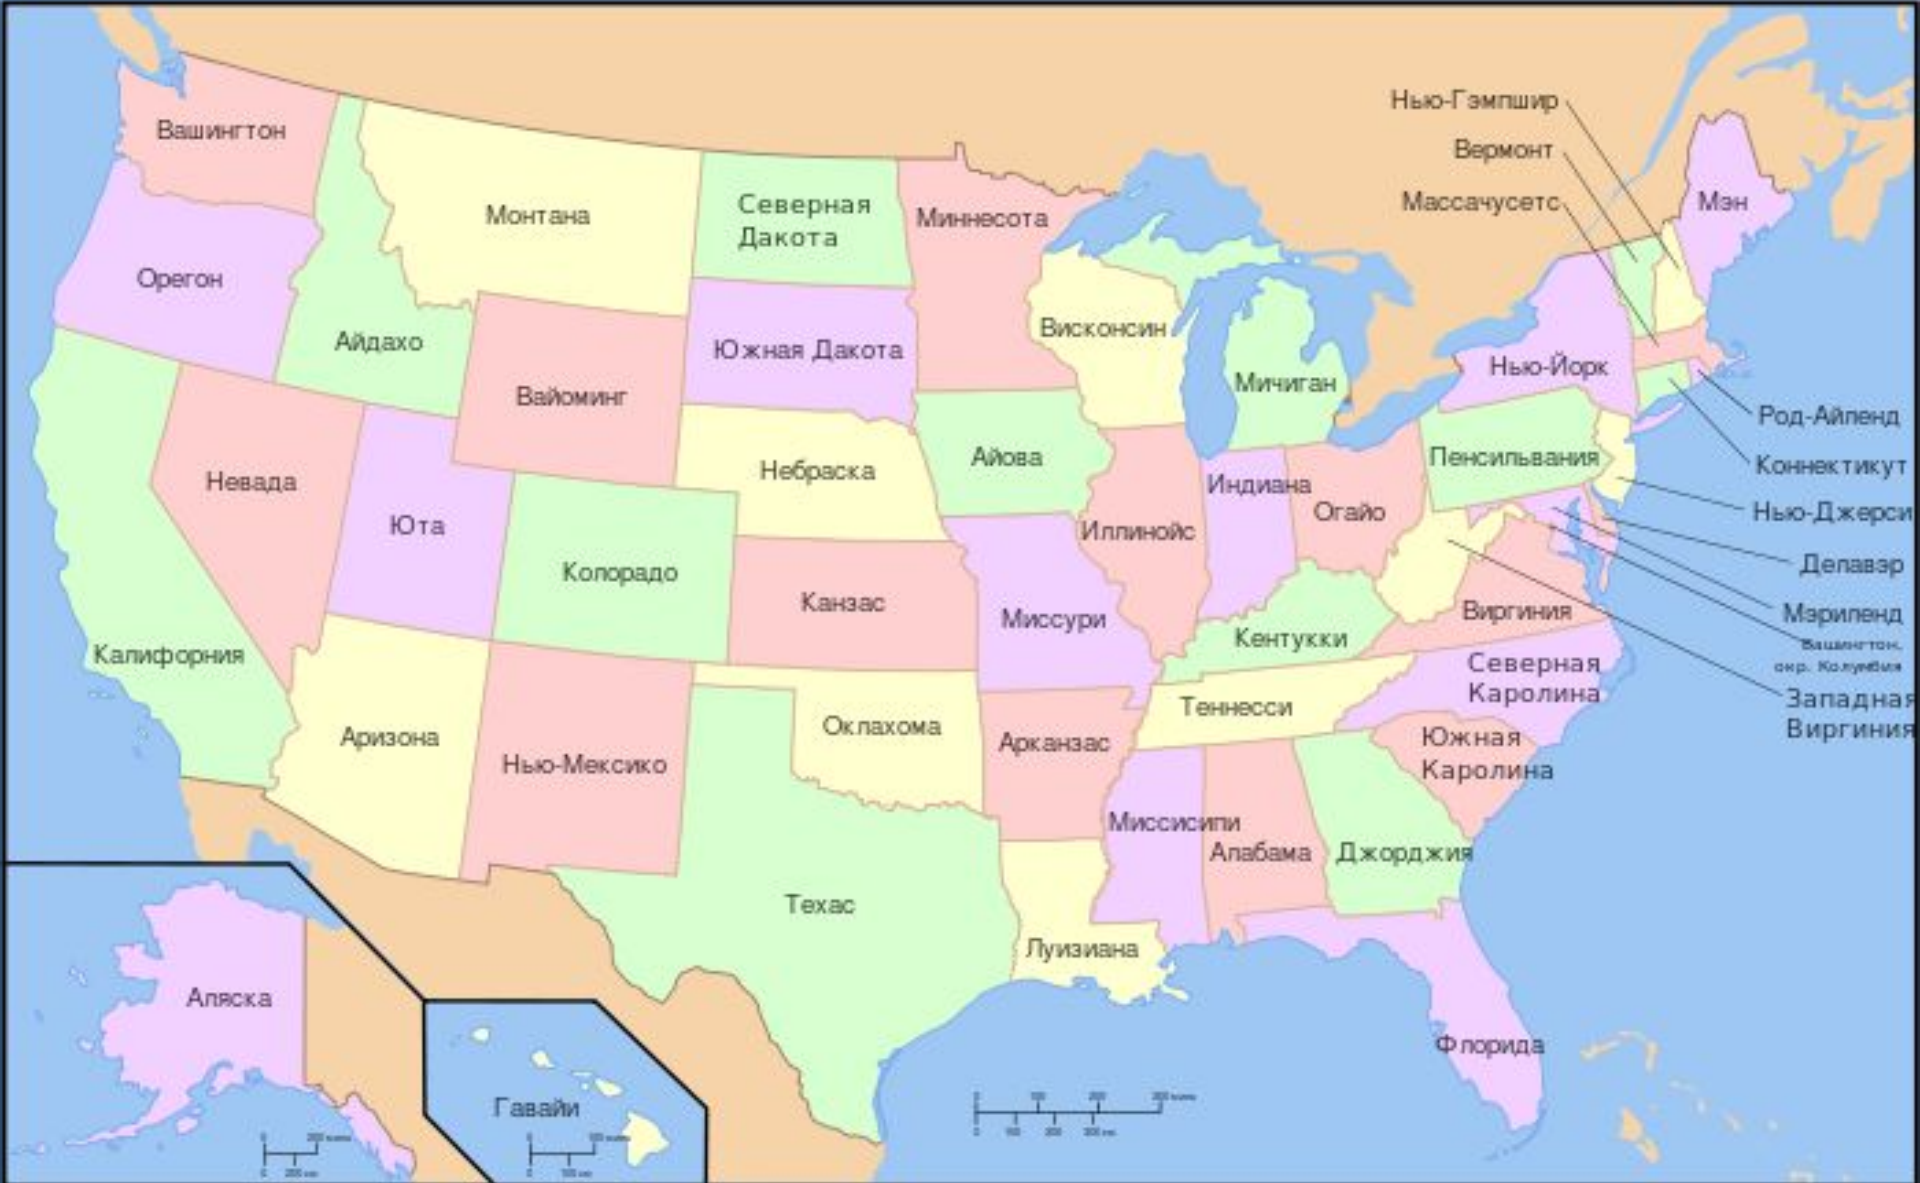 Нью-Гэмпшир
Вашингтон
Вермонт
Массачусетс
Мэн
Монтана
Северная
Дакота
Миннесота
Орегон
Айдахо
Южная Дакота
Висконсин
Мичиган
Нью-Йорк
Вайоминг
Род-Айленд
Невада
Небраска
Айова
Пенсильвания
Коннектикут
Индиана
Огайо
Нью-Джерси
Юта
Иллинойс
Колорадо
Делавэр
Канзас
Миссури
Виргиния
Мэриленд
Кентукки
Вашингтон,
окр. Колумбия
Калифорния
Северная
Каролина
Западная
Виргиния
Аризона
Нью-Мексико
Оклахома
Арканзас
Теннесси
Южная
Каролина
Миссисипи
Алабама
Джорджия
Техас
Луизиана
Аляска
Флорида
Гавайи